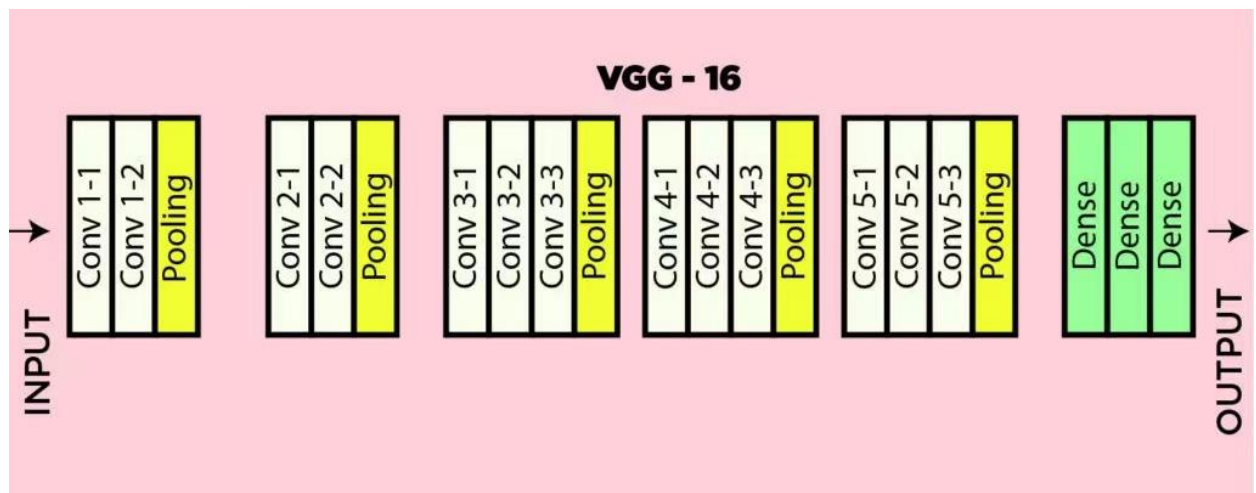 VGG - 16
INPUT
Conv 1-1
Conv 1-2
Pooling
Conv 2-1
Conv 2-2
Pooling
Conv 3-1
Conv 3-2
Conv 3-3
Pooling
Conv 4-1
Conv 4-2
Conv 4-3
Pooling
Conv 5-1
Conv 5-2
Conv 5-3
Pooling
Dense
Dense
Dense
OUTPUT